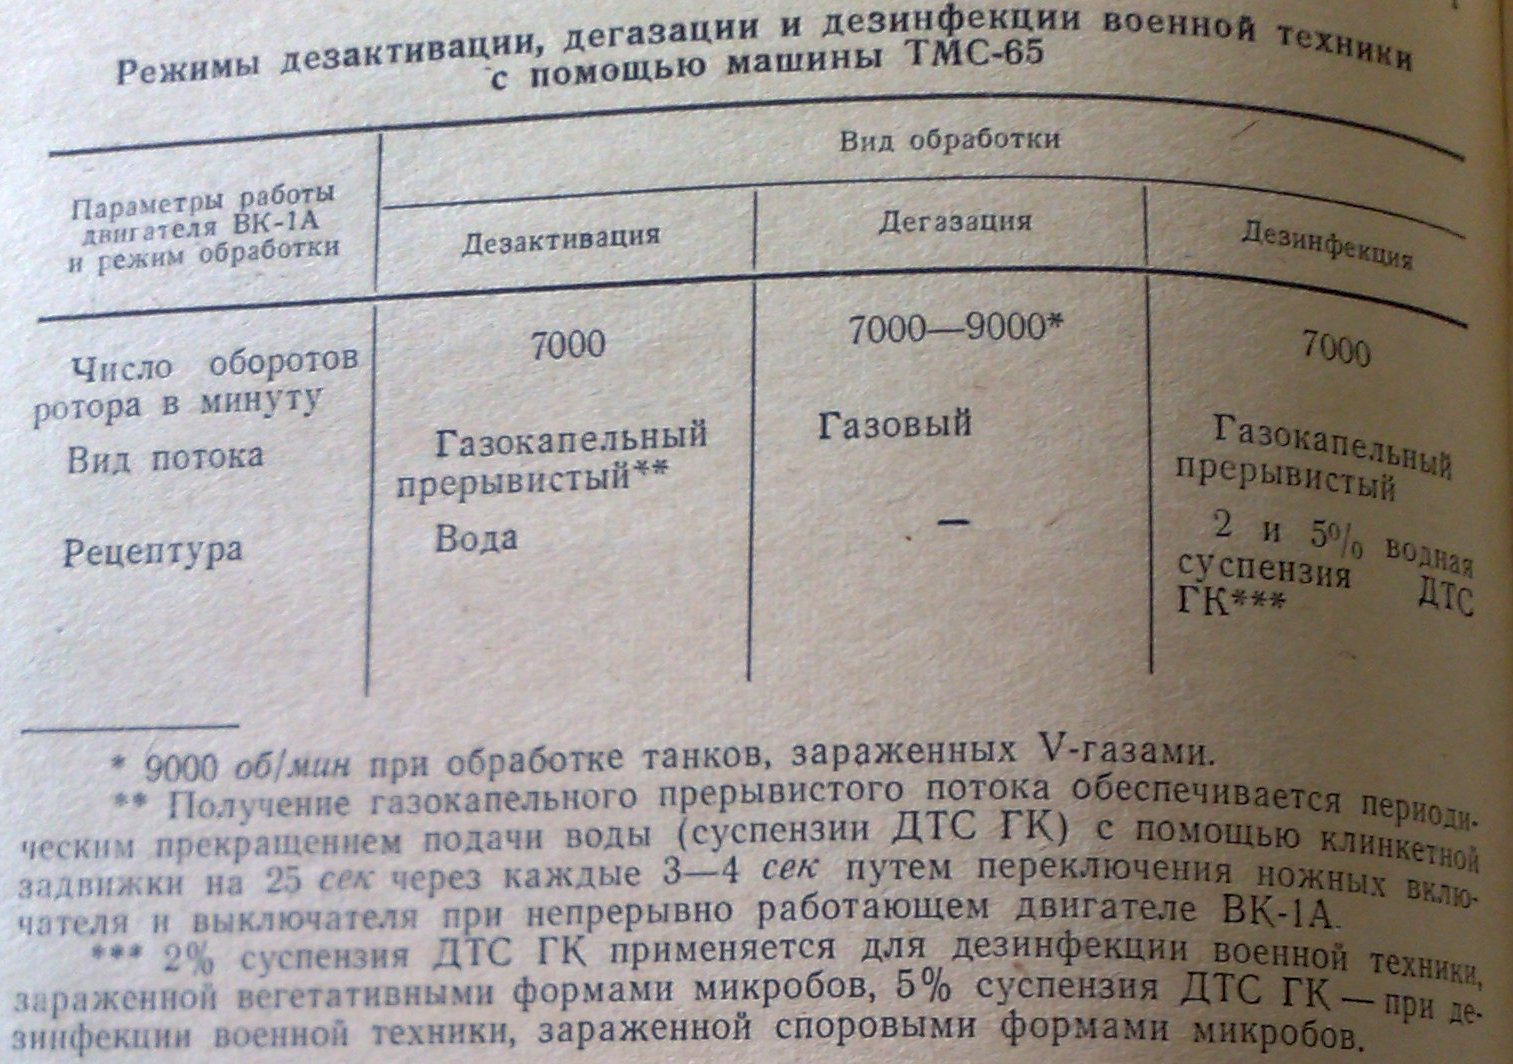 Режимы дезактивации, дегазации и дезинфекции военной техники
с помощью машины ТМС-65
Параметры работы
двигателя ВК-1А
и режим обработки
Вид обработки
Дезактивация
Дегазация
Дезинфекция
Число оборотов
ротора в минуту
7000
7000—9000*
7000
Вид потока
Газокапельный
прерывистый**
Газовый
Газокапельный
прерывистый
Рецептура
Вода
—
2 и 5% водная
суспензия ДТС
ГК***
* 9000 об/мин при обработке танков, зараженных V-газами.
** Получение газокапельного прерывистого потока обеспечивается периоди-
ческим прекращением подачи воды (суспензии ДТС ГК) с помощью клинкетной
задвижки на 25 сек через каждые 3—4 сек путем переключения ножных вклю-
чателя и выключателя при непрерывно работающем двигателе ВК-1А.
*** 2% суспензия ДТС ГК применяется для дезинфекции военной техники,
зараженной вегетативными формами микробов, 5% суспензия ДТС ГК — при де-
зинфекции военной техники, зараженной споровыми формами микробов.